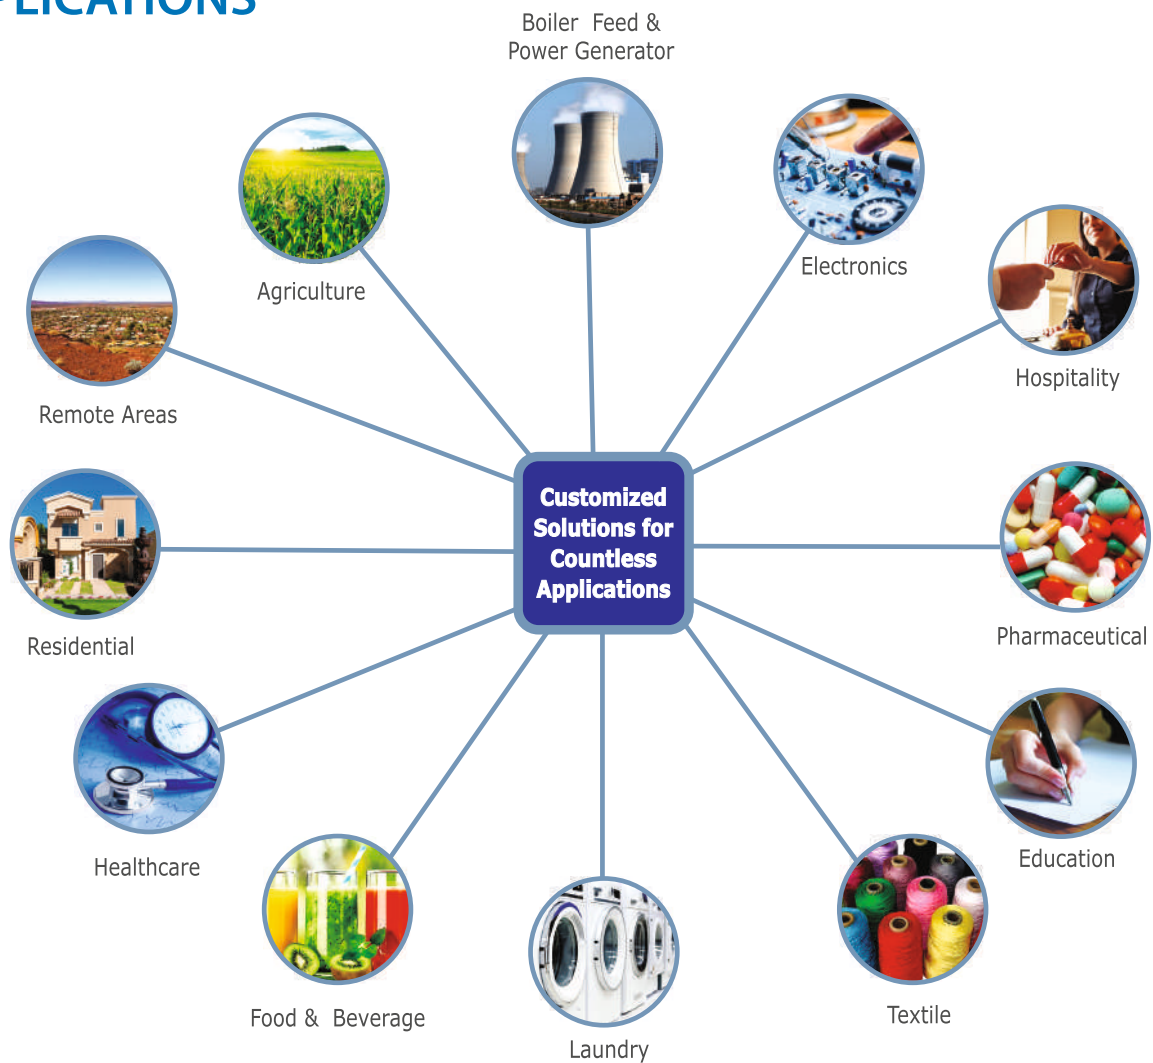 PLICATIONS
Boiler Feed &
Power Generator
Electronics
Agriculture
Hospitality
Remote Areas
Customized
Solutions for
Countless
Applications
Pharmaceutical
Residential
Education
Healthcare
Textile
Food & Beverage
Laundry